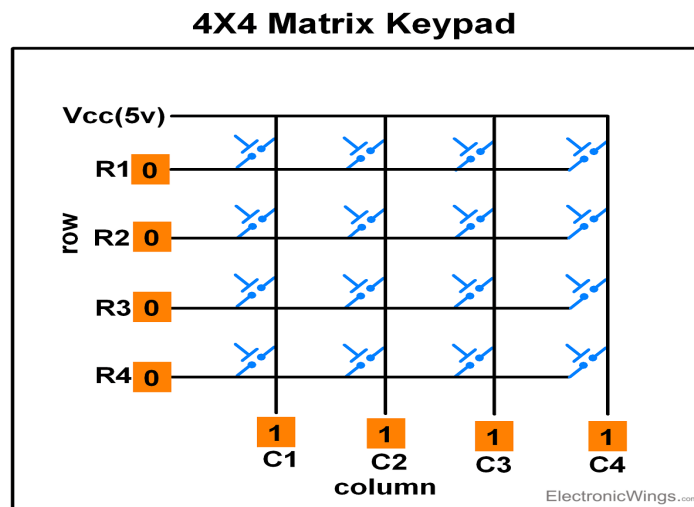 4X4 Matrix Keypad
Vcc(5v)
R1 0
R2 0
row
R3 0
R4 0
1 1 1 1
C1 C2 C3 C4
column
ElectronicWings.com